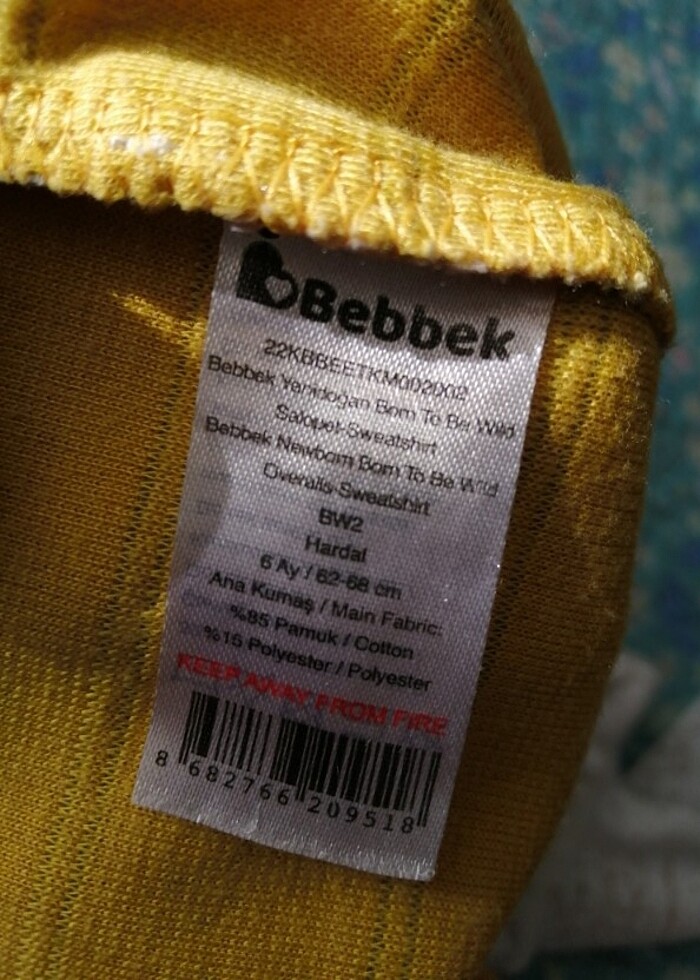 Bebbek
22KBBEETKM002002
Bebbek Yenidoğan Born To Be Wild
Salopet-Sweatshirt
Bebbek Newborn Born To Be Wild
Overalls-Sweatshirt
BW2
Hardal
6 Ay / 62-68 cm
Ana Kumaş / Main Fabric:
%85 Pamuk / Cotton
%15 Polyester / Polyester
KEEP AWAY FROM FIRE
8 682766 209518